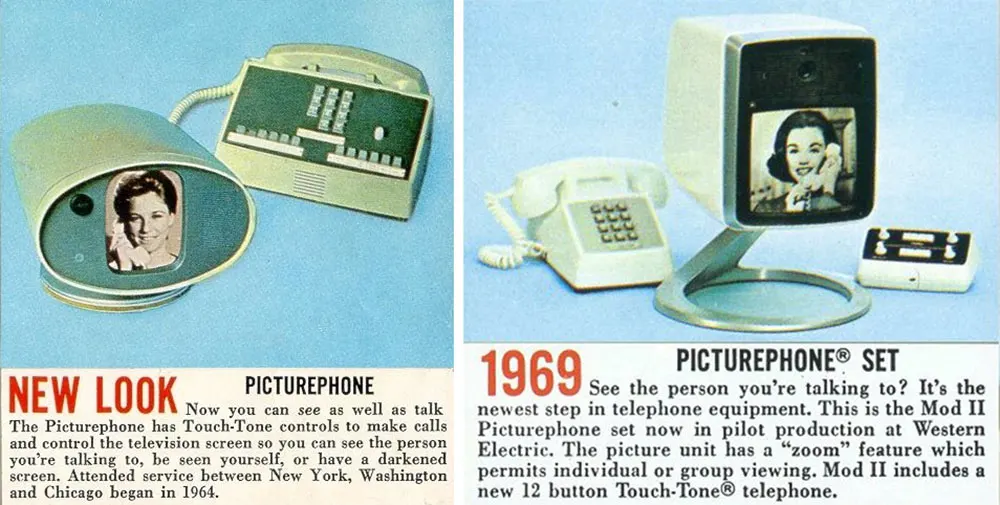 NEW LOOK PICTUREPHONE
Now you can see as well as talk
The Picturephone has Touch-Tone controls to make calls
and control the television screen so you can see the person
you're talking to, be seen yourself, or have a darkened
screen. Attended service between New York, Washington
and Chicago began in 1964.
1969 PICTUREPHONE® SET
See the person you're talking to? It's the
newest step in telephone equipment. This is the Mod II
Picturephone set now in pilot production at Western
Electric. The picture unit has a “zoom” feature which
permits individual or group viewing. Mod II includes a
new 12 button Touch-Tone® telephone.